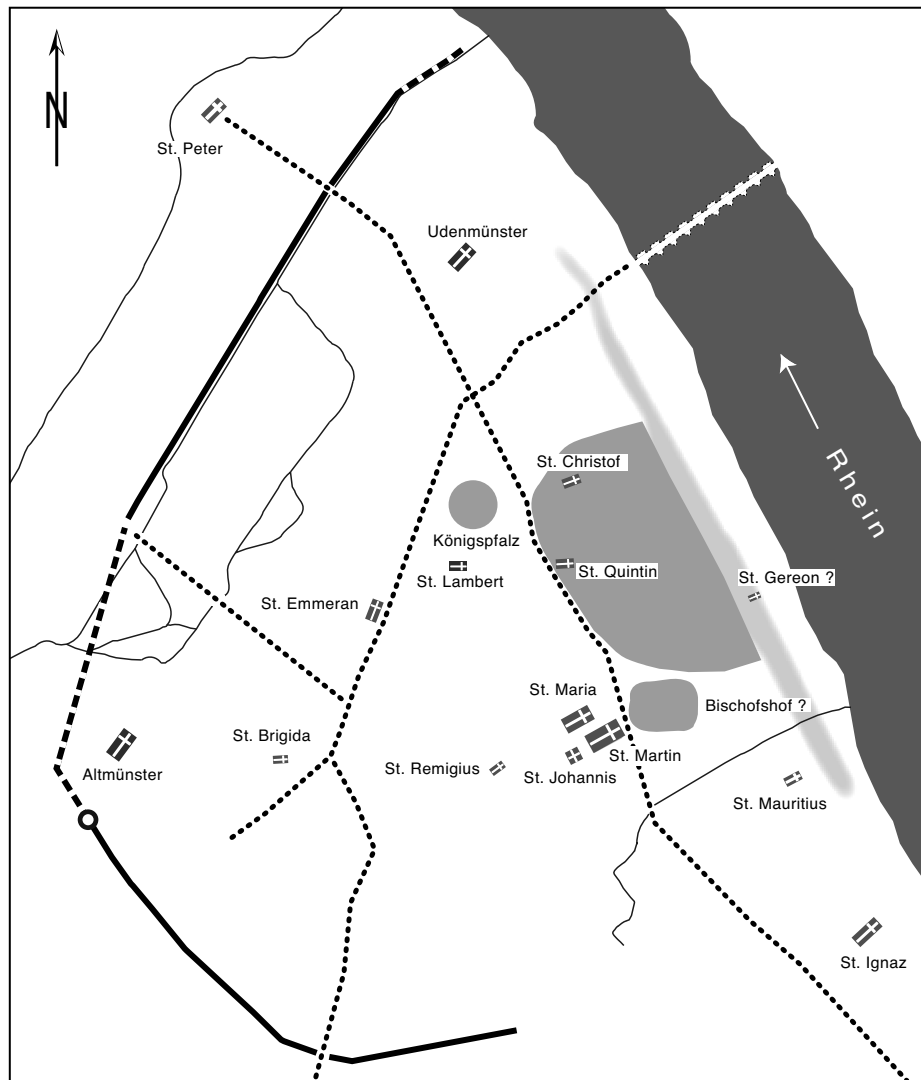 N
St. Peter
Udenmünster
St. Christof
Rhein
Königspfalz
St. Quintin
St. Gereon ?
St. Lambert
St. Emmeran
St. Maria
Bischofshof ?
St. Brigida
St. Martin
St. Remigius
St. Johannis
Altmünster
St. Mauritius
St. Ignaz